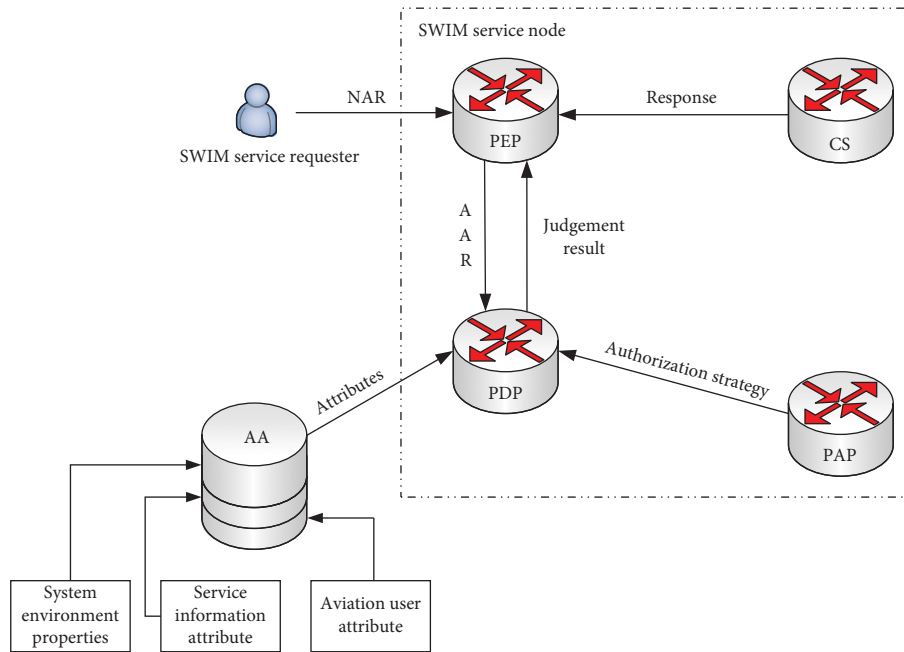 SWIM service node
NAR
SWIM service requester
PEP
Response
CS
A
A
R
Judgement
result
Attributes
PDP
Authorization strategy
PAP
AA
System
environment
properties
Service
information
attribute
Aviation user
attribute